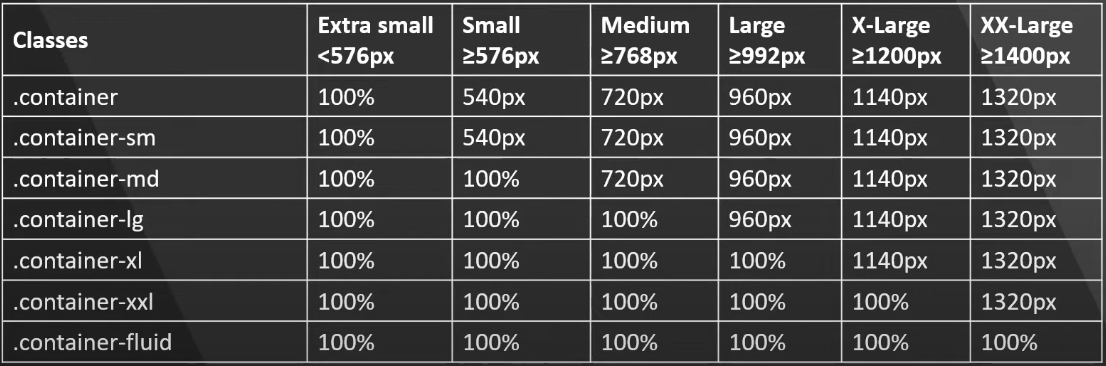 Classes Extra small <576px Small ≥576px Medium ≥768px Large ≥992px X-Large ≥1200px XX-Large ≥1400px
.container 100% 540px 720px 960px 1140px 1320px
.container-sm 100% 540px 720px 960px 1140px 1320px
.container-md 100% 100% 720px 960px 1140px 1320px
.container-lg 100% 100% 100% 960px 1140px 1320px
.container-xl 100% 100% 100% 100% 1140px 1320px
.container-xxl 100% 100% 100% 100% 100% 1320px
.container-fluid 100% 100% 100% 100% 100% 100%